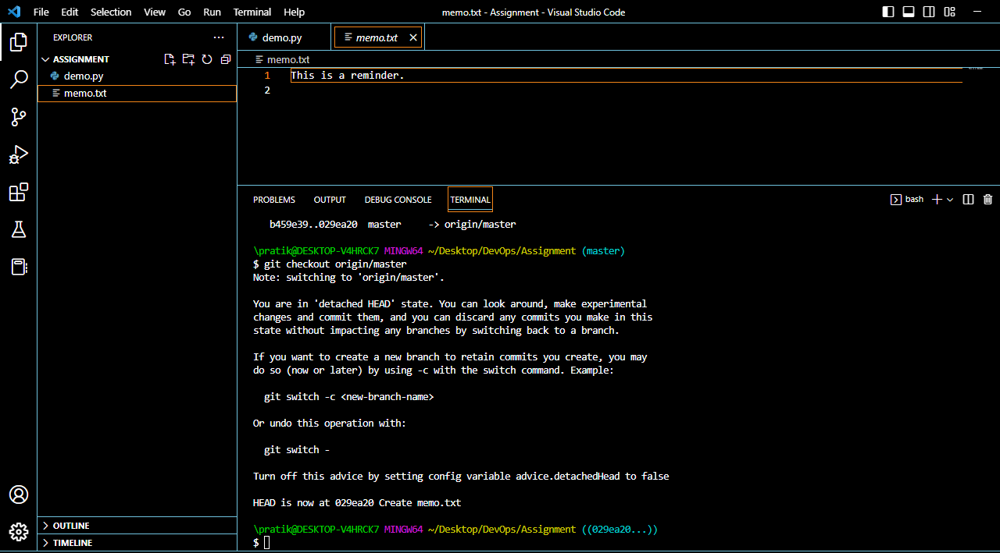 File Edit Selection View Go Run Terminal Help
memo.txt - Assignment - Visual Studio Code
EXPLORER
ASSIGNMENT
demo.py
memo.txt
OUTLINE
TIMELINE
demo.py
memo.txt
memo.txt
1 This is a reminder.
2
PROBLEMS OUTPUT DEBUG CONSOLE TERMINAL
bash
b459e39..029ea20 master -> origin/master
\pratik@DESKTOP-V4HRCK7 MINGW64 ~/Desktop/DevOps/Assignment (master)
$ git checkout origin/master
Note: switching to 'origin/master'.
You are in 'detached HEAD' state. You can look around, make experimental
changes and commit them, and you can discard any commits you make in this
state without impacting any branches by switching back to a branch.
If you want to create a new branch to retain commits you create, you may
do so (now or later) by using -c with the switch command. Example:
git switch -c <new-branch-name>
Or undo this operation with:
git switch -
Turn off this advice by setting config variable advice.detachedHead to false
HEAD is now at 029ea20 Create memo.txt
\pratik@DESKTOP-V4HRCK7 MINGW64 ~/Desktop/DevOps/Assignment ((029ea20...))
$